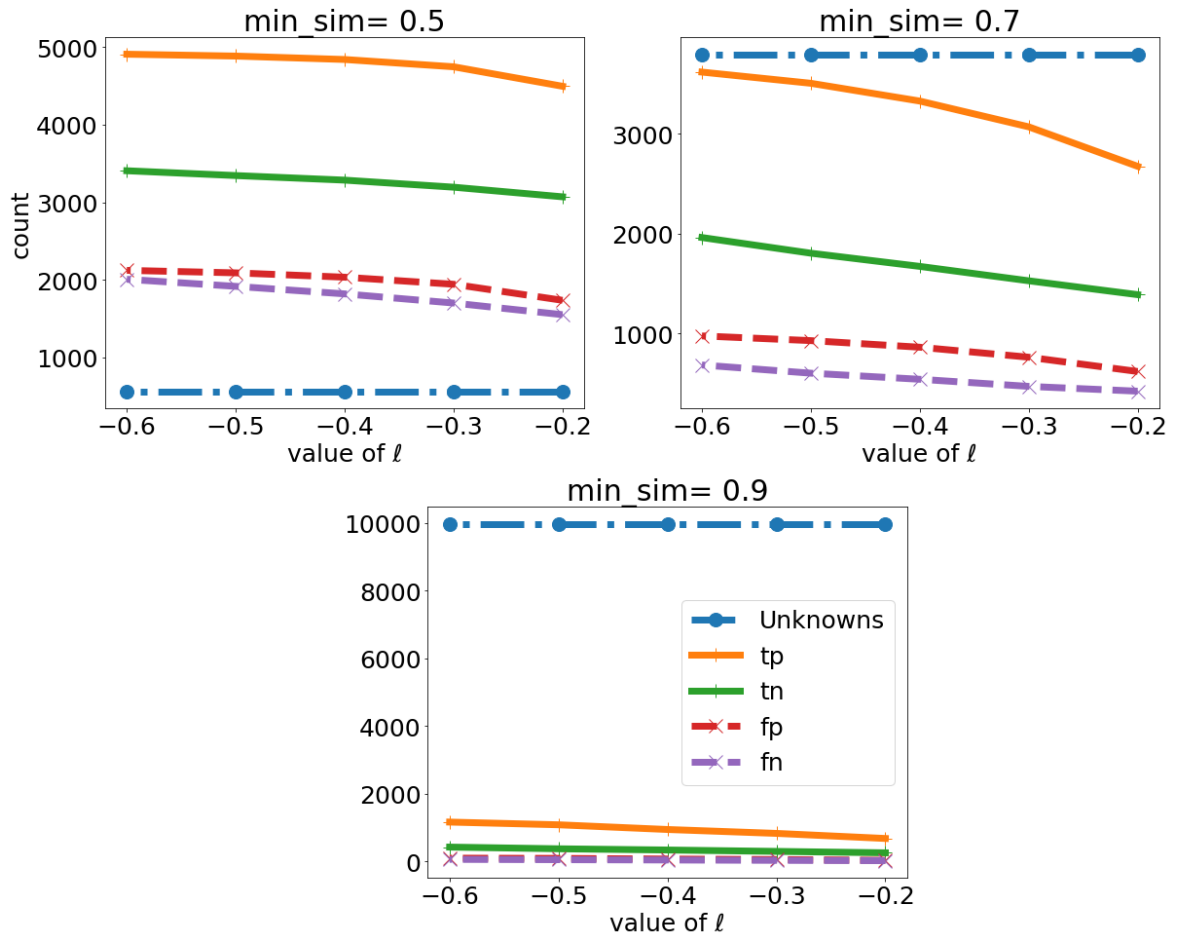 min_sim= 0.5
5000
4000
3000
2000
1000
count
−0.6 −0.5 −0.4 −0.3 −0.2
value of ℓ
min_sim= 0.7
3000
2000
1000
−0.6 −0.5 −0.4 −0.3 −0.2
value of ℓ
min_sim= 0.9
10000
8000
6000
4000
2000
0
Unknowns
tp
tn
fp
fn
−0.6 −0.5 −0.4 −0.3 −0.2
value of ℓ